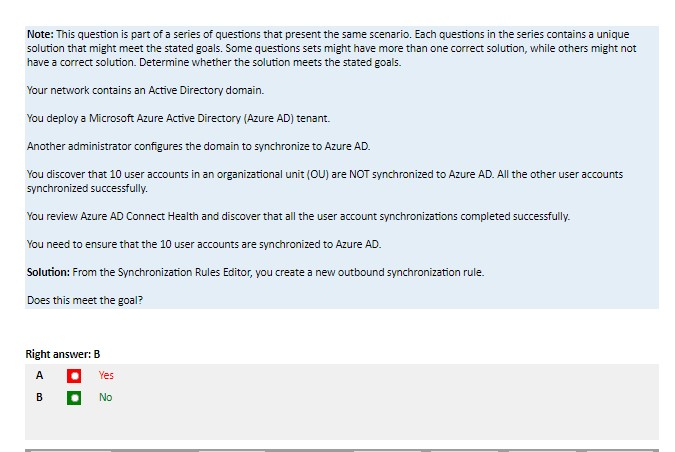 Note: This question is part of a series of questions that present the same scenario. Each questions in the series contains a unique
solution that might meet the stated goals. Some questions sets might have more than one correct solution, while others might not
have a correct solution. Determine whether the solution meets the stated goals.
Your network contains an Active Directory domain.
You deploy a Microsoft Azure Active Directory (Azure AD) tenant.
Another administrator configures the domain to synchronize to Azure AD.
You discover that 10 user accounts in an organizational unit (OU) are NOT synchronized to Azure AD. All the other user accounts
synchronized successfully.
You review Azure AD Connect Health and discover that all the user account synchronizations completed successfully.
You need to ensure that the 10 user accounts are synchronized to Azure AD.
Solution: From the Synchronization Rules Editor, you create a new outbound synchronization rule.
Does this meet the goal?
Right answer: B
A Yes
B No